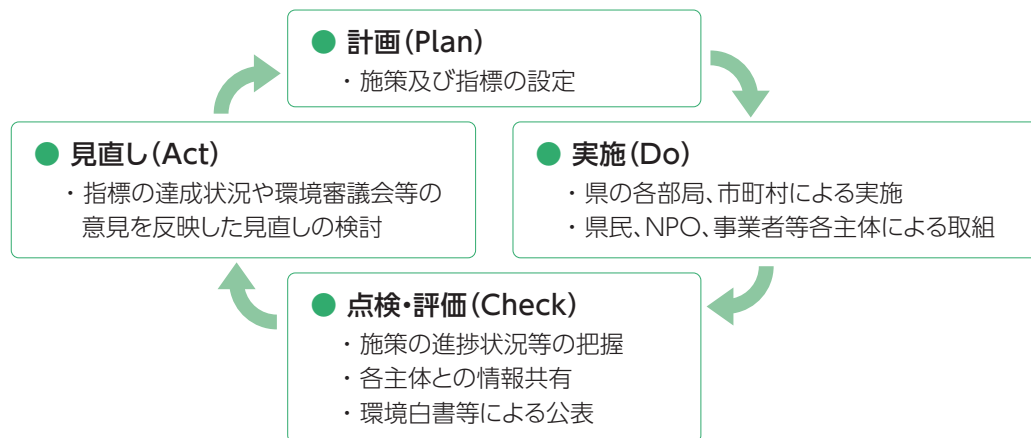 ● 計画(Plan)
・施策及び指標の設定
● 実施(Do)
・県の各部局、市町村による実施
・県民、NPO、事業者等各主体による取組
● 点検・評価(Check)
・施策の進捗状況等の把握
・各主体との情報共有
・環境白書等による公表
● 見直し(Act)
・指標の達成状況や環境審議会等の
意見を反映した見直しの検討